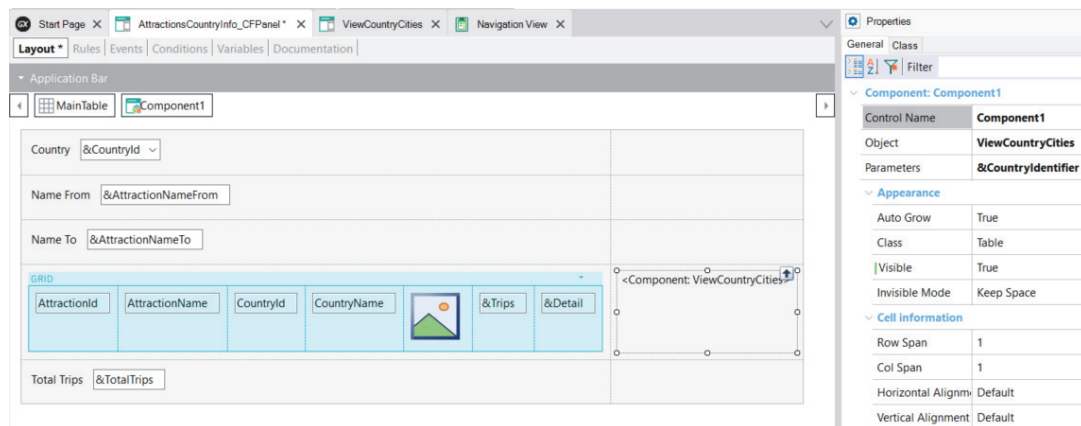 Start Page X AttractionsCountryInfo_CFPanel* X ViewCountryCities X Navigation View X
Layout * Rules Events Conditions Variables Documentation
Application Bar
MainTable Component1
Country &CountryId
Name From &AttractionNameFrom
Name To &AttractionNameTo
GRID
AttractionId AttractionName CountryId CountryName &Trips &Detail
<Component: ViewCountryCities>
Total Trips &TotalTrips
Properties
General Class
Filter
Component: Component1
Control Name Component1
Object ViewCountryCities
Parameters &CountryIdentifier
Appearance
Auto Grow True
Class Table
Visible True
Invisible Mode Keep Space
Cell information
Row Span 1
Col Span 1
Horizontal Alignm Default
Vertical Alignment Default